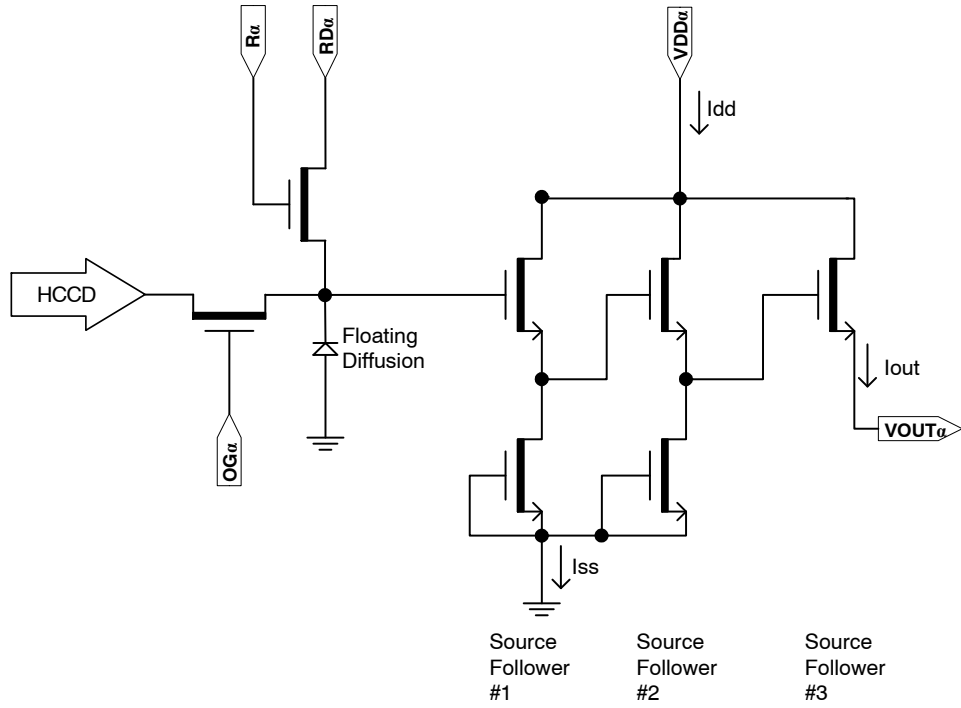 Rα
RDα
VDDα
Idd
HCCD
Floating
Diffusion
Iout
VOUTα
OGα
Iss
Source
Follower
#1
Source
Follower
#2
Source
Follower
#3